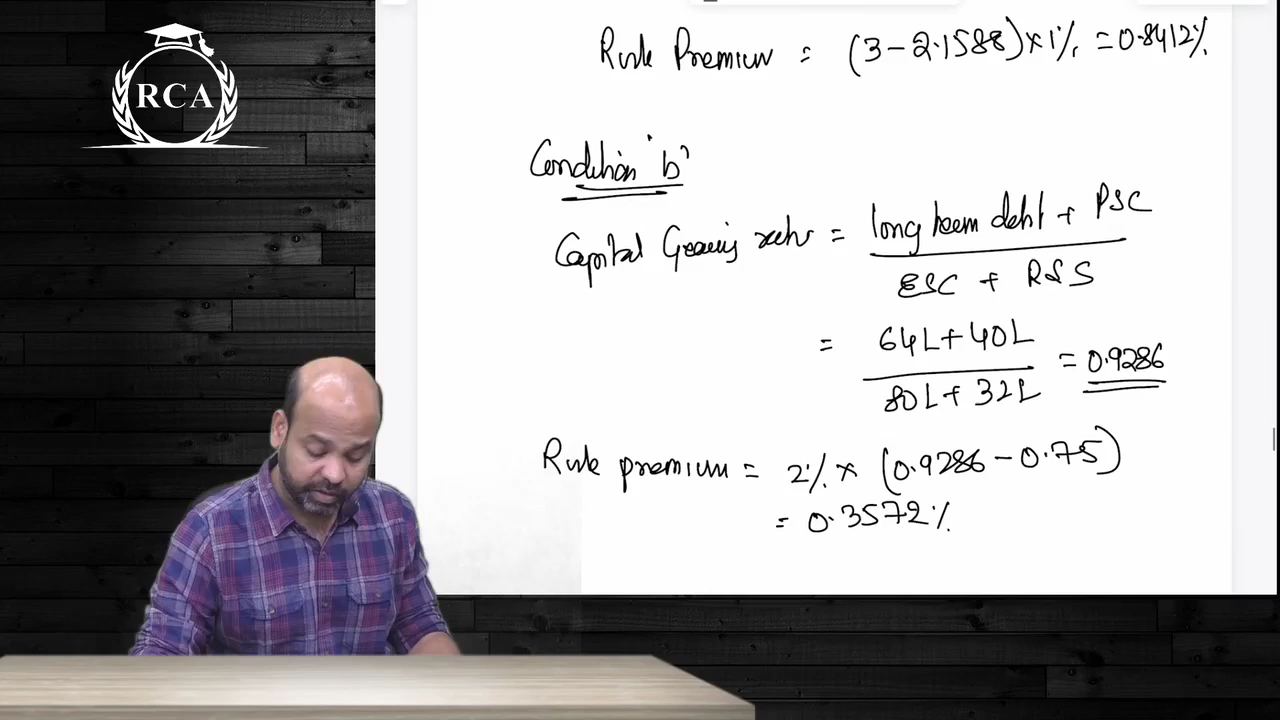 RCA
Risk Premium = (3-2.1588)×1% = 0.8412%
Condition 'b'
Capital Gearing ratio = long term debt + PSC
ESC + R&S
= 64L+40L
80L+32L
= 0.9286
Risk premium = 2% × (0.9286-0.75)
= 0.3572%